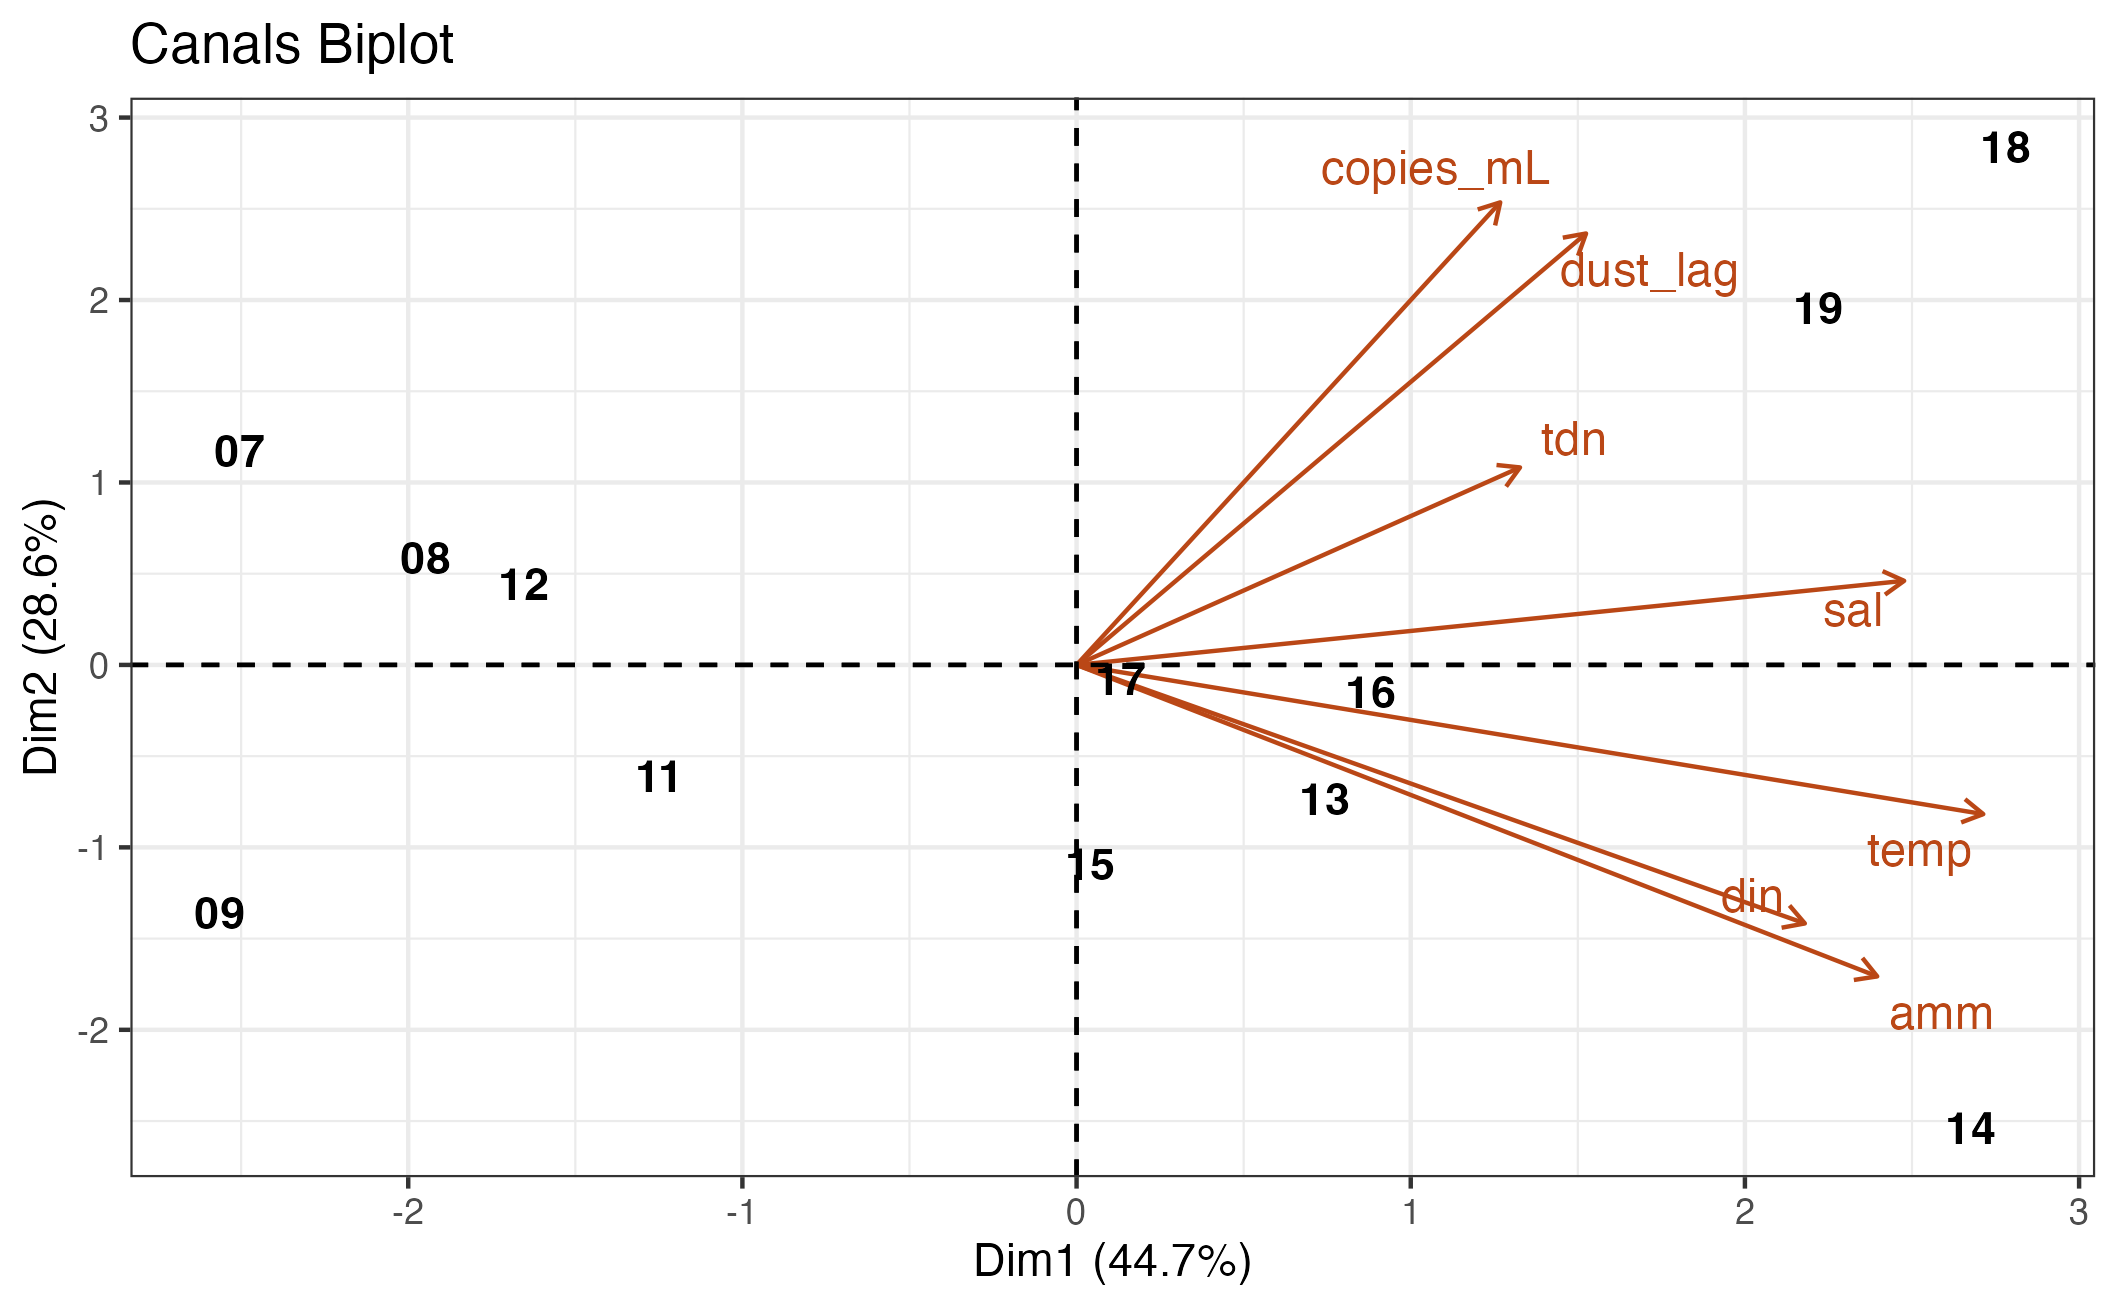 Canals Biplot
3
18
copies_mL
dust_lag
2
19
07
tdn
1
08
12
sal
0
17
16
11
13
-1
15
temp
09
din
-2
amm
14
-2
-1
0
1
2
3
Dim1 (44.7%)
Dim2 (28.6%)